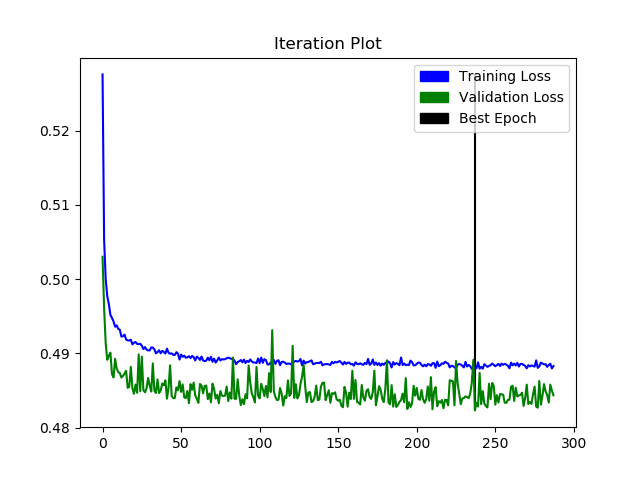 Iteration Plot
Training Loss
Validation Loss
Best Epoch
0.52
0.51
0.50
0.49
0.48
0 50 100 150 200 250 300